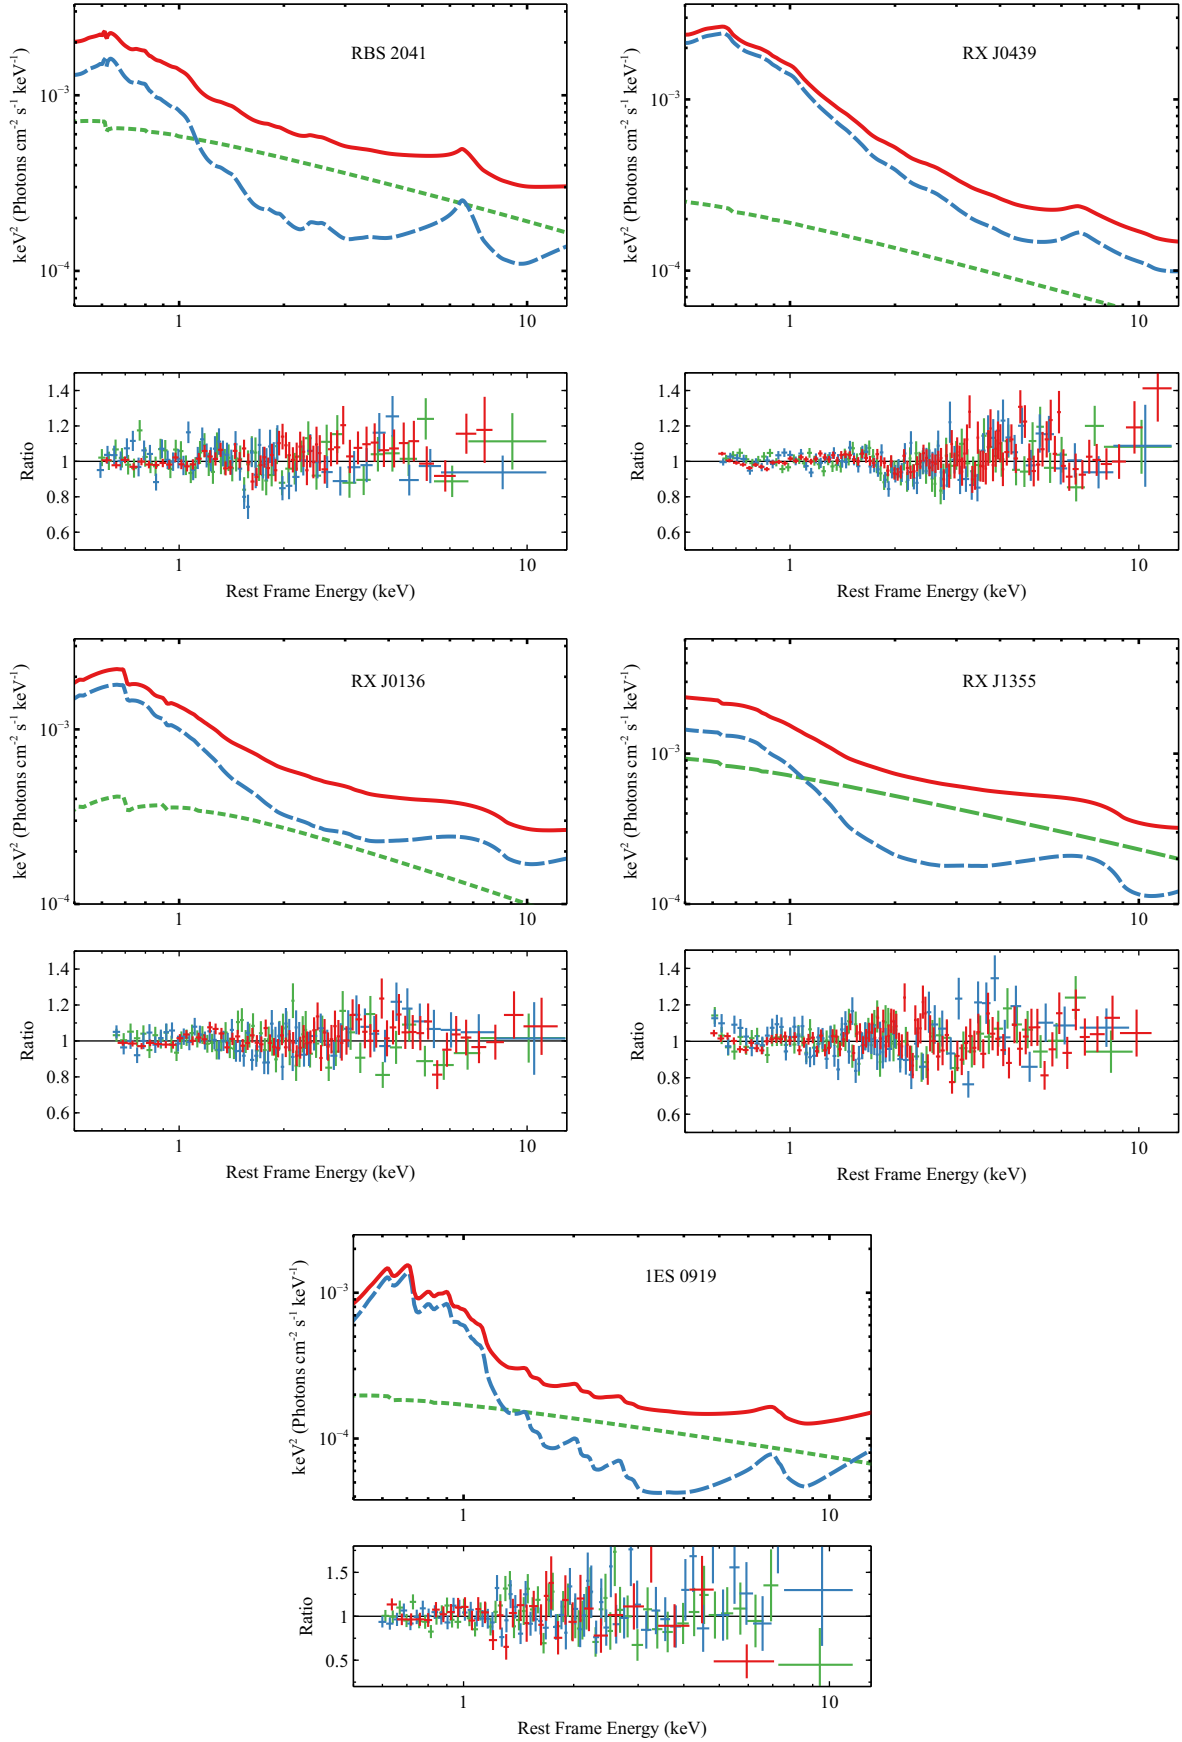 RBS 2041
keV² (Photons cm⁻² s⁻¹ keV⁻¹)
10⁻³
10⁻⁴
1 10
Ratio
1.4
1.2
1
0.8
0.6
1 10
Rest Frame Energy (keV)
RX J0439
keV² (Photons cm⁻² s⁻¹ keV⁻¹)
10⁻³
10⁻⁴
1 10
Ratio
1.4
1.2
1
0.8
0.6
1 10
Rest Frame Energy (keV)
RX J0136
keV² (Photons cm⁻² s⁻¹ keV⁻¹)
10⁻³
10⁻⁴
1 10
Ratio
1.4
1.2
1
0.8
0.6
1 10
Rest Frame Energy (keV)
RX J1355
keV² (Photons cm⁻² s⁻¹ keV⁻¹)
10⁻³
10⁻⁴
1 10
Ratio
1.4
1.2
1
0.8
0.6
1 10
Rest Frame Energy (keV)
1ES 0919
keV² (Photons cm⁻² s⁻¹ keV⁻¹)
10⁻³
10⁻⁴
1 10
Ratio
1.5
1
0.5
1 10
Rest Frame Energy (keV)